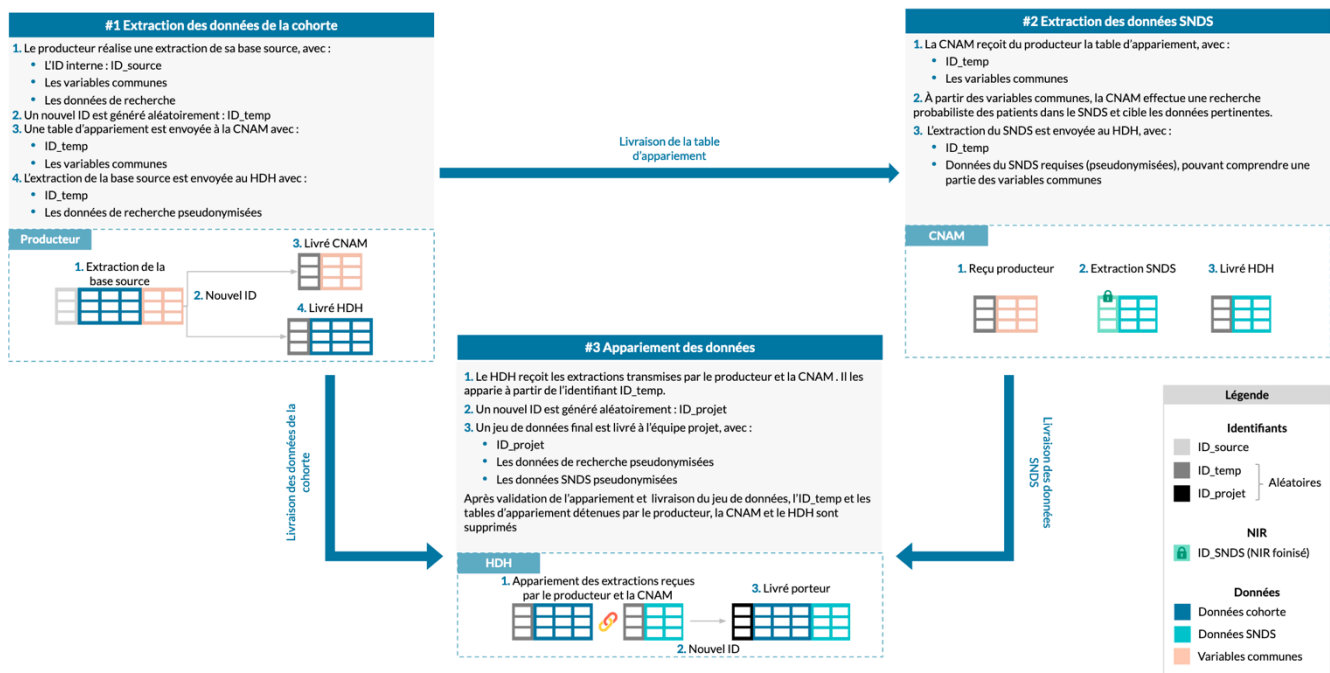 #1 Extraction des données de la cohorte
1. Le producteur réalise une extraction de sa base source, avec :
• L'ID interne : ID_source
• Les variables communes
• Les données de recherche
2. Un nouvel ID est généré aléatoirement : ID_temp
3. Une table d'appariement est envoyée à la CNAM avec :
• ID_temp
• Les variables communes
4. L'extraction de la base source est envoyée au HDH avec :
• ID_temp
• Les données de recherche pseudonymisées
Producteur
1. Extraction de la
base source
2. Nouvel ID
3. Livré CNAM
4. Livré HDH
Livraison de la table
d'appariement
#2 Extraction des données SNDS
1. La CNAM reçoit du producteur la table d'appariement, avec :
• ID_temp
• Les variables communes
2. À partir des variables communes, la CNAM effectue une recherche
probabiliste des patients dans le SNDS et cible les données pertinentes.
3. L'extraction du SNDS est envoyée au HDH, avec :
• ID_temp
• Données du SNDS requises (pseudonymisées), pouvant comprendre une
partie des variables communes
CNAM
1. Reçu producteur
2. Extraction SNDS
3. Livré HDH
Livraison des données de la
cohorte
#3 Appariement des données
1. Le HDH reçoit les extractions transmises par le producteur et la CNAM . Il les
apparie à partir de l'identifiant ID_temp.
2. Un nouvel ID est généré aléatoirement : ID_projet
3. Un jeu de données final est livré à l'équipe projet, avec :
• ID_projet
• Les données de recherche pseudonymisées
• Les données SNDS pseudonymisées
Après validation de l'appariement et livraison du jeu de données, l'ID_temp et les
tables d'appariement détenues par le producteur, la CNAM et le HDH sont
supprimés
HDH
1. Appariement des extractions reçues
par le producteur et la CNAM
3. Livré porteur
2. Nouvel ID
Livraison des données
SNDS
Légende
Identifiants
ID_source
ID_temp
ID_projet
Aléatoires
NIR
ID_SNDS (NIR foinisé)
Données
Données cohorte
Données SNDS
Variables communes